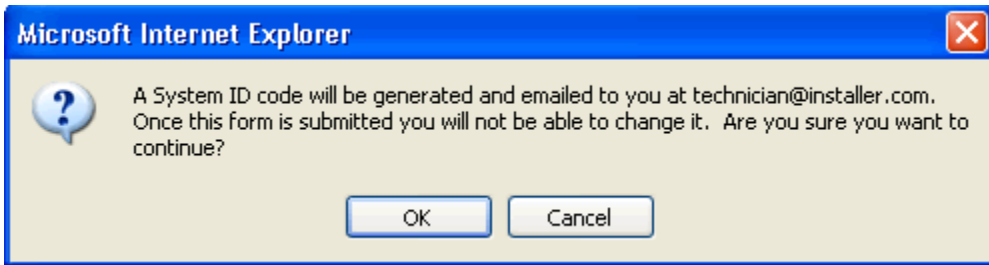 Microsoft Internet Explorer
A System ID code will be generated and emailed to you at technician@installer.com.
Once this form is submitted you will not be able to change it.  Are you sure you want to
continue?
OK Cancel